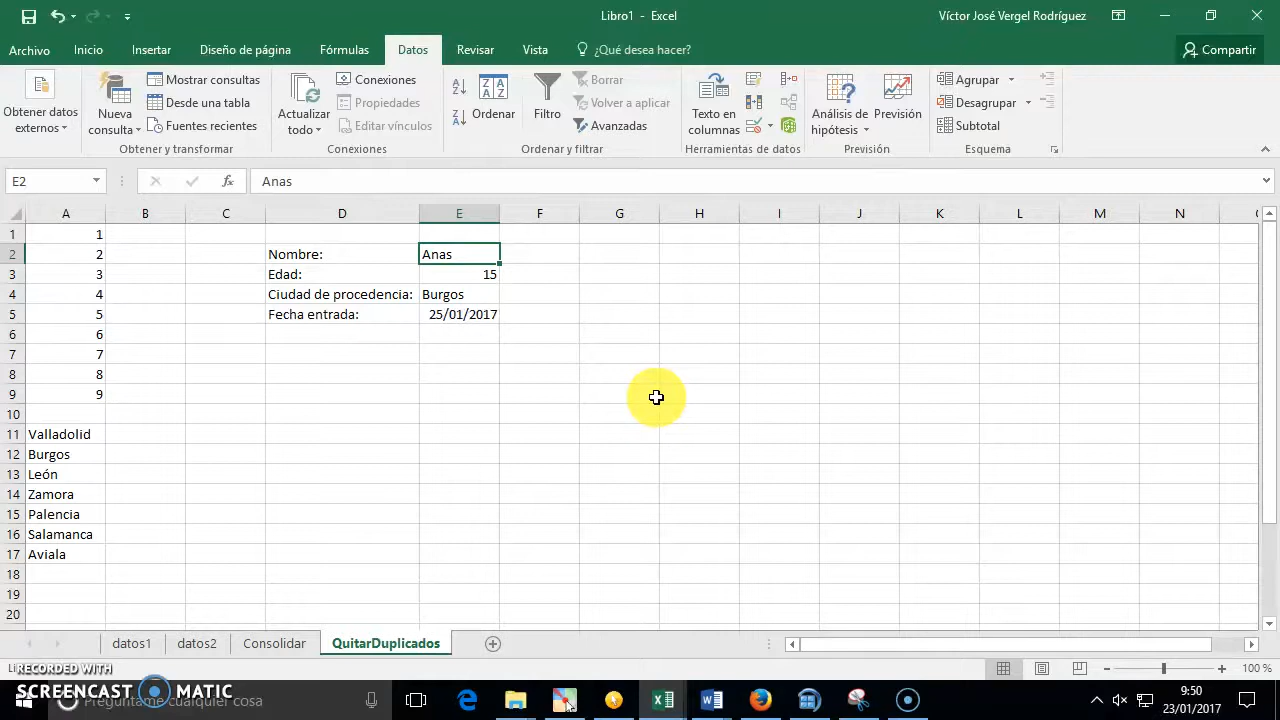 Libro1 - Excel
Víctor José Vergel Rodríguez
Archivo Inicio Insertar Diseño de página Fórmulas Datos Revisar Vista ¿Qué desea hacer? Compartir
Obtener datos externos
Nueva consulta
Mostrar consultas
Desde una tabla
Fuentes recientes
Obtener y transformar
Actualizar todo
Conexiones
Propiedades
Editar vínculos
Conexiones
Ordenar
Filtro
Borrar
Volver a aplicar
Avanzadas
Ordenar y filtrar
Texto en columnas
Herramientas de datos
Análisis de hipótesis
Previsión
Previsión
Agrupar
Desagrupar
Subtotal
Esquema
E2 fx Anas
A B C D E F G H I J K L M N
1 1
2 2 Nombre: Anas
3 3 Edad: 15
4 4 Ciudad de procedencia: Burgos
5 5 Fecha entrada: 25/01/2017
6 6
7 7
8 8
9 9
10
11 Valladolid
12 Burgos
13 León
14 Zamora
15 Palencia
16 Salamanca
17 Aviala
18
19
20
datos1 datos2 Consolidar QuitarDuplicados
100 %
RECORDED WITH
SCREENCAST MATIC
Pregúntame cualquier cosa
9:50
23/01/2017